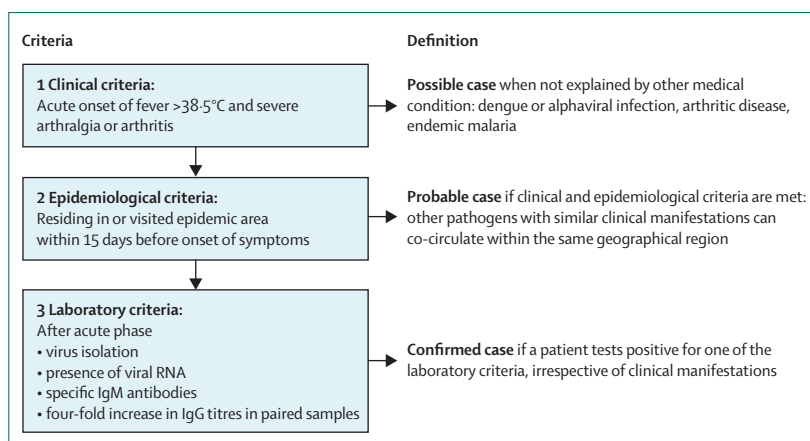 Criteria
Definition
1 Clinical criteria:
Acute onset of fever >38·5°C and severe
arthralgia or arthritis
Possible case when not explained by other medical
condition: dengue or alphaviral infection, arthritic disease,
endemic malaria
2 Epidemiological criteria:
Residing in or visited epidemic area
within 15 days before onset of symptoms
Probable case if clinical and epidemiological criteria are met:
other pathogens with similar clinical manifestations can
co-circulate within the same geographical region
3 Laboratory criteria:
After acute phase
• virus isolation
• presence of viral RNA
• specific IgM antibodies
• four-fold increase in IgG titres in paired samples
Confirmed case if a patient tests positive for one of the
laboratory criteria, irrespective of clinical manifestations